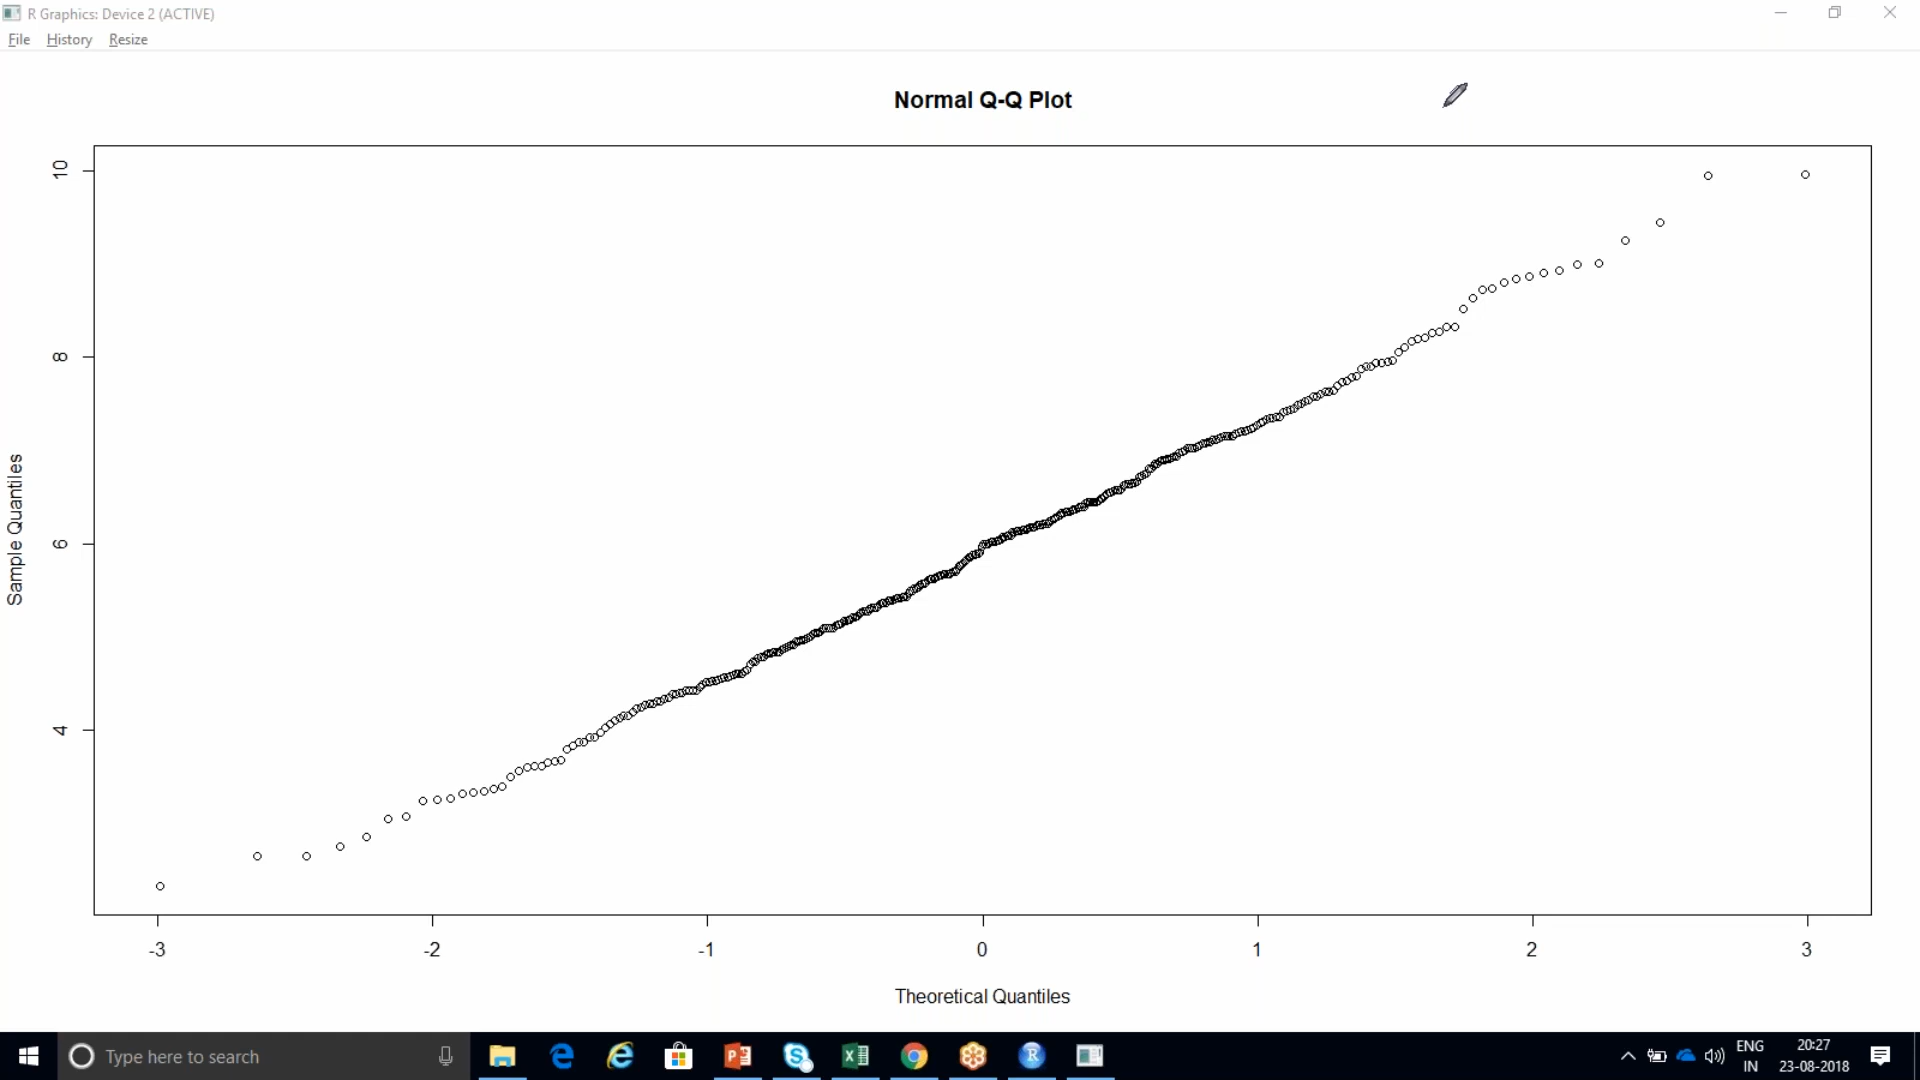 R Graphics: Device 2 (ACTIVE)
File History Resize
Normal Q-Q Plot
10
8
6
4
Sample Quantiles
-3 -2 -1 0 1 2 3
Theoretical Quantiles
Type here to search
ENG
IN
20:27
23-08-2018